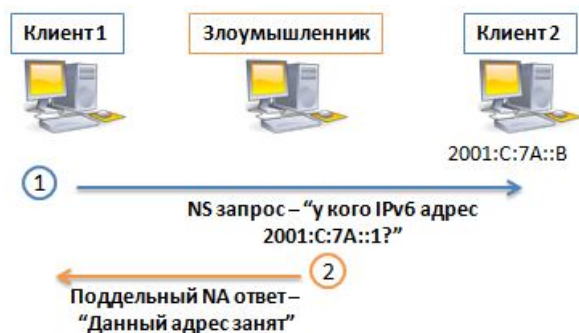 Клиент 1
Злоумышленник
Клиент 2
2001:C:7A::B
1
NS запрос – “у кого IPv6 адрес
2001:C:7A::1?”
2
Поддельный NA ответ –
“Данный адрес занят”